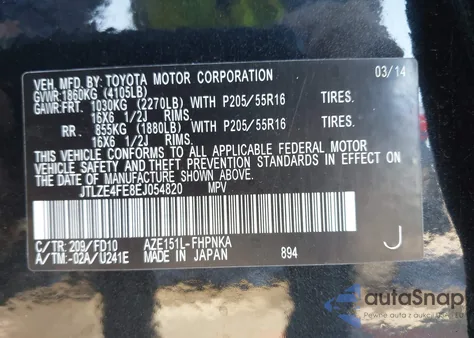 VEH. MFD. BY: TOYOTA MOTOR CORPORATION 03/14
GVWR:1860KG (4105LB)
GAWR:FRT. 1030KG (2270LB) WITH P205/55R16 TIRES.
16X6 1/2J RIMS.
RR. 855KG (1880LB) WITH P205/55R16 TIRES.
16X6 1/2J RIMS.
THIS VEHICLE CONFORMS TO ALL APPLICABLE FEDERAL MOTOR
VEHICLE SAFETY AND THEFT PREVENTION STANDARDS IN EFFECT
ON THE DATE OF MANUFACTURE SHOWN ABOVE.
JTLZE4FE8EJ054820 MPV
C/TR: 209/FD10 AZE151L-FHPNKA
A/TM: -02A/U241E MADE IN JAPAN 894 J
autoSnap
Pewne auta z aukcji